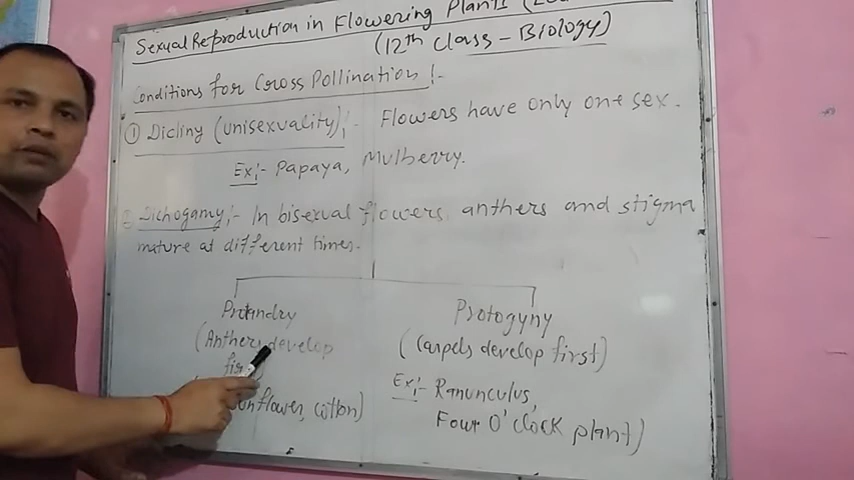 Sexual Reproduction in Flowering Plants
(12th class - Biology)
Conditions for Cross Pollination :-
① Dicliny (unisexuality) :- Flowers have only one sex.
Ex:- Papaya, Mulberry.
② Dichogamy :- In bisexual flowers, anthers and stigma
mature at different times.
Protandry
(Anthers develop
sunflower, cotton)
Protogyny
(Carpels develop first)
Ex:- Ranunculus,
Four O'clock plant)